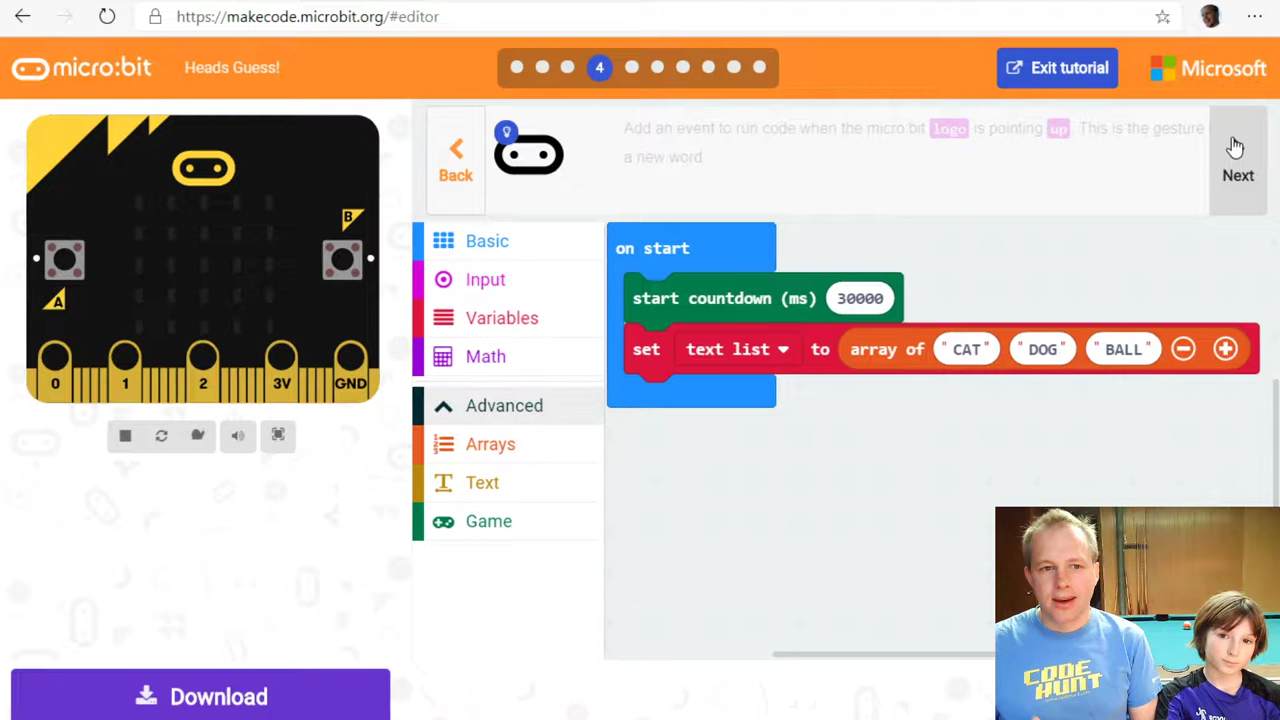 https://makecode.microbit.org/#editor
micro:bit
Heads Guess!
4
Exit tutorial
Microsoft
Back
Add an event to run code when the micro:bit logo is pointing up. This is the gesture
a new word
Next
B
A
0 1 2 3V GND
Basic
Input
Variables
Math
Advanced
Arrays
Text
Game
on start
start countdown (ms) 30000
set text list to array of "CAT" "DOG" "BALL"
Download
CODE
HUNT